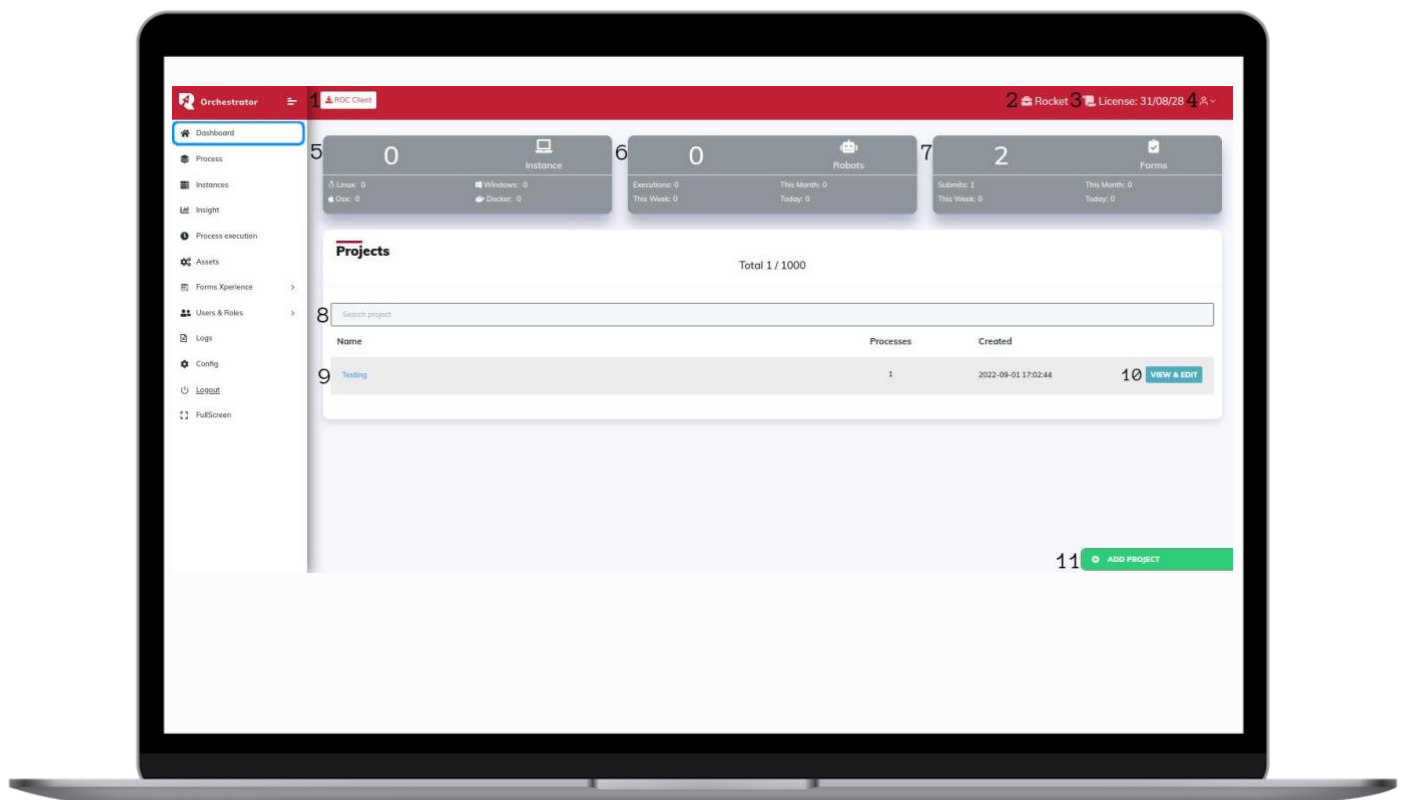 Orchestrator
1 ROC Client
2 Rocket 3 License: 31/08/28 4
Dashboard
Process
Instances
Insight
Process execution
Assets
Forms Xperience
Users & Roles
Logs
Config
Logout
FullScreen
5 0 Instance
Linux: 0 Windows: 0
Osx: 0 Docker: 0
6 0 Robots
Executions: 0 This Month: 0
This Week: 0 Today: 0
7 2 Forms
Submits: 1 This Month: 0
This Week: 0 Today: 0
Projects
Total 1 / 1000
8 Search project
Name Processes Created
9 Testing 1 2022-09-01 17:02:44 10 VIEW & EDIT
11 ADD PROJECT